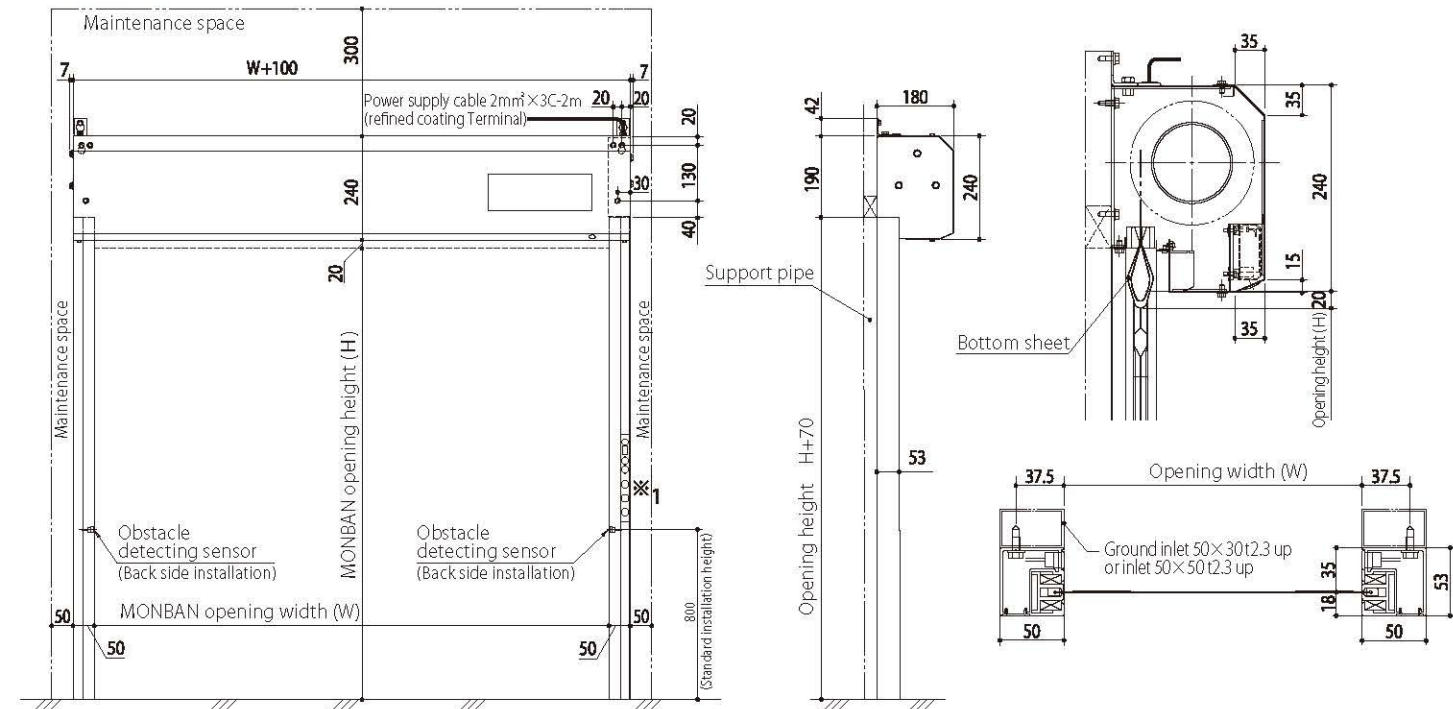 Maintenance space
300
7
W+100
7
Power supply cable 2mm²×3C-2m
(refined coating Terminal)
20
20
20
240
130
30
40
20
Maintenance space
MONBAN opening height (H)
Maintenance space
※1
Obstacle
detecting sensor
(Back side installation)
Obstacle
detecting sensor
(Back side installation)
800
(Standard installation height)
50
MONBAN opening width (W)
50
50
50
42
180
190
240
Support pipe
53
Opening height H+70
35
35
240
15
20
35
Bottom sheet
Opening height (H)
37.5
Opening width (W)
37.5
Ground inlet 50×30 t2.3 up
or inlet 50×50 t2.3 up
35
18
53
50
50